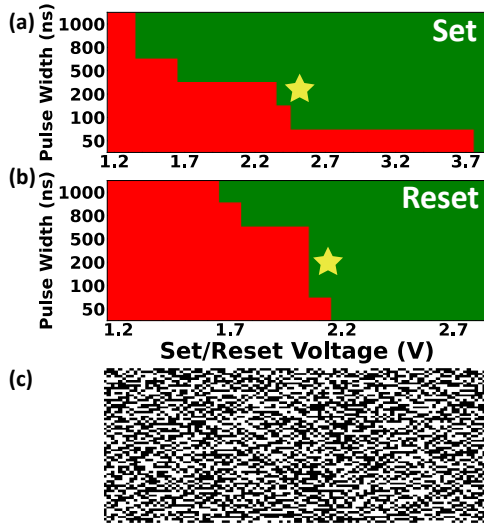 (a)
Set
Pulse Width (ns)
1000
800
500
200
100
50
1.2 1.7 2.2 2.7 3.2 3.7
(b)
Reset
Pulse Width (ns)
1000
800
500
200
100
50
1.2 1.7 2.2 2.7
Set/Reset Voltage (V)
(c)